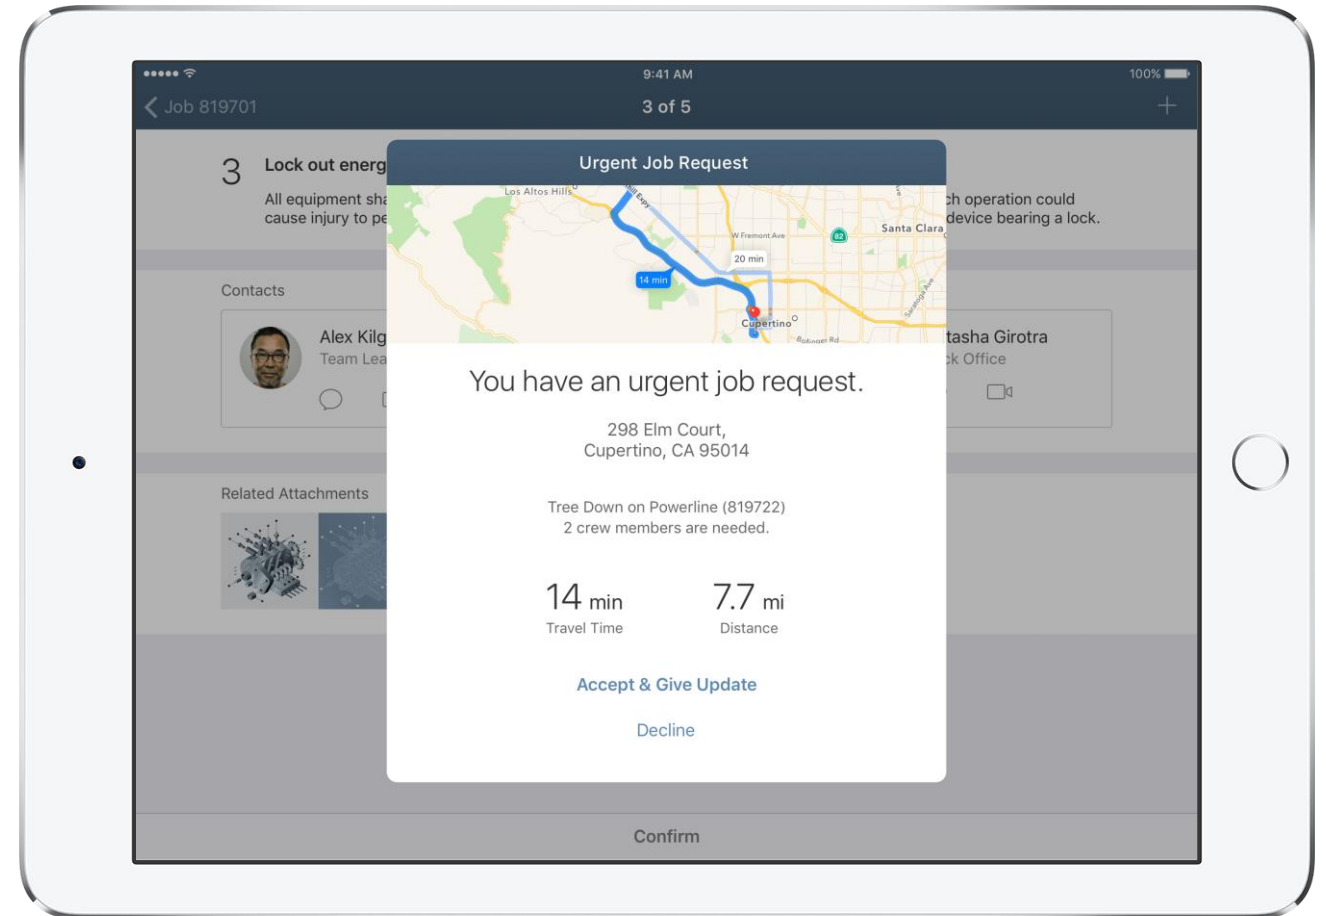 9:41 AM
100%
Job 819701
3 of 5
Urgent Job Request
3
Lock out energ
All equipment sha
cause injury to pe
ch operation could
device bearing a lock.
Los Altos Hills
W Fremont Ave
82
Santa Clara
20 min
14 min
Saratoga Ave
Cupertino
Bollinger Rd
Contacts
Alex Kilg
Team Lea
tasha Girotra
ck Office
You have an urgent job request.
298 Elm Court,
Cupertino, CA 95014
Related Attachments
Tree Down on Powerline (819722)
2 crew members are needed.
14 min
7.7 mi
Travel Time
Distance
Accept & Give Update
Decline
Confirm